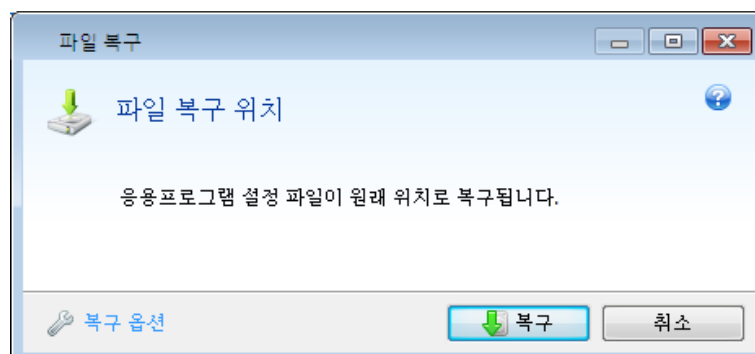 파일 복구
파일 복구 위치
응용프로그램 설정 파일이 원래 위치로 복구됩니다.
복구 옵션
복구
취소